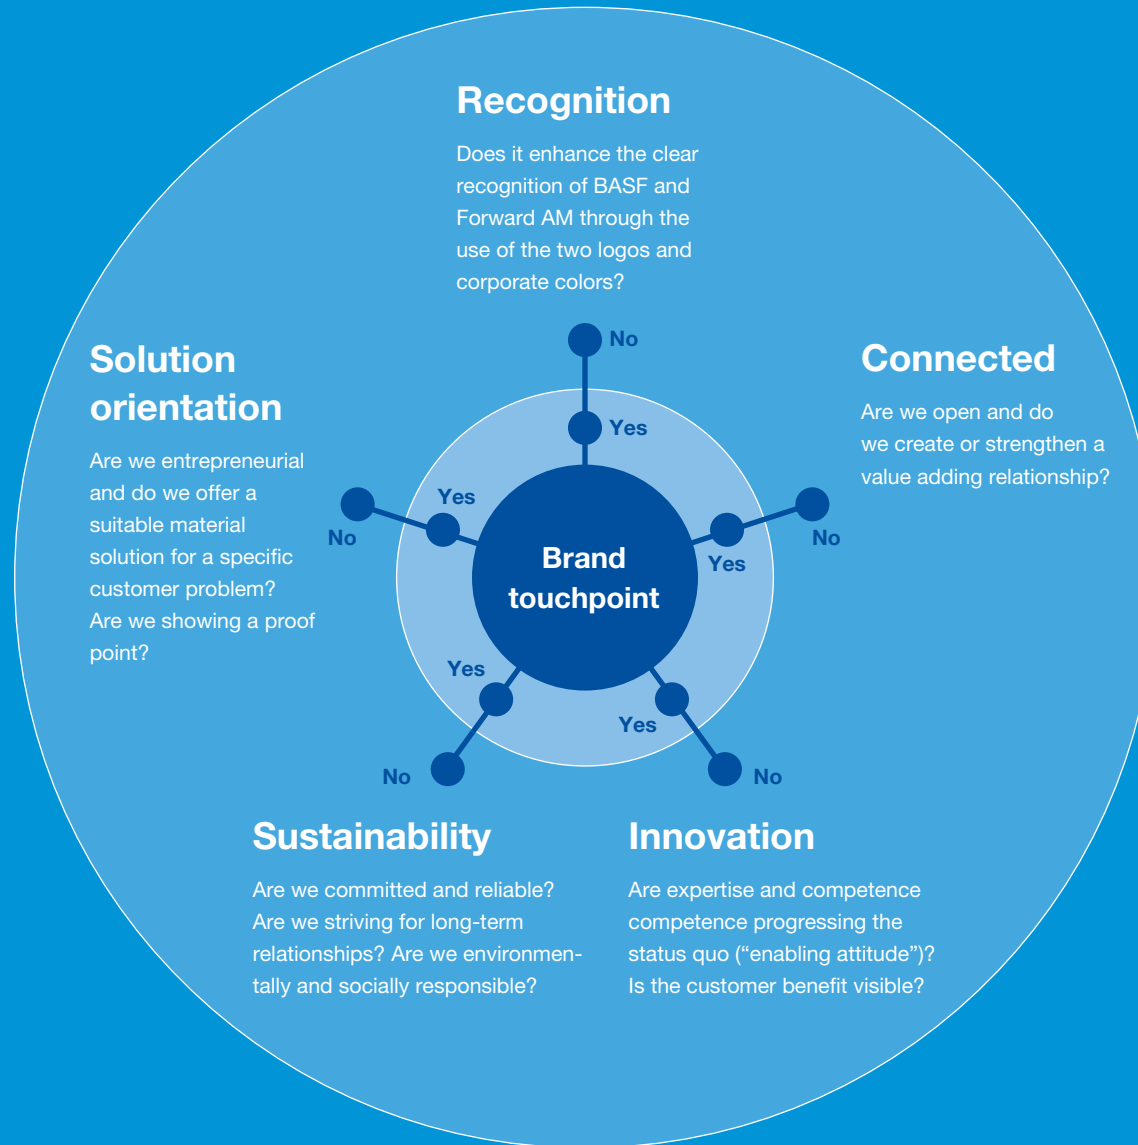 Recognition
Does it enhance the clear
recognition of BASF and
Forward AM through the
use of the two logos and
corporate colors?
No
Yes
Solution
orientation
Are we entrepreneurial
and do we offer a
suitable material
solution for a specific
customer problem?
Are we showing a proof
point?
Yes
No
Connected
Are we open and do
we create or strengthen a
value adding relationship?
No
Yes
Brand
touchpoint
Yes
No
Yes
No
Sustainability
Are we committed and reliable?
Are we striving for long-term
relationships? Are we environmen-
tally and socially responsible?
Innovation
Are expertise and competence
competence progressing the
status quo (“enabling attitude”)?
Is the customer benefit visible?